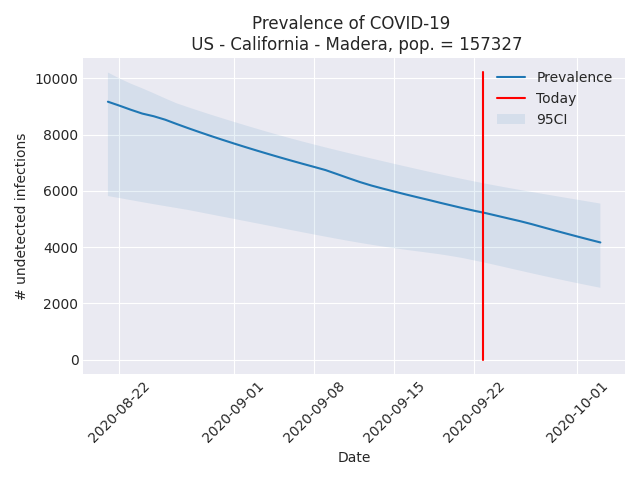 Prevalence of COVID-19
US - California - Madera, pop. = 157327
Prevalence
Today
95CI
# undetected infections
10000
8000
6000
4000
2000
0
2020-08-22
2020-09-01
2020-09-08
2020-09-15
2020-09-22
2020-10-01
Date